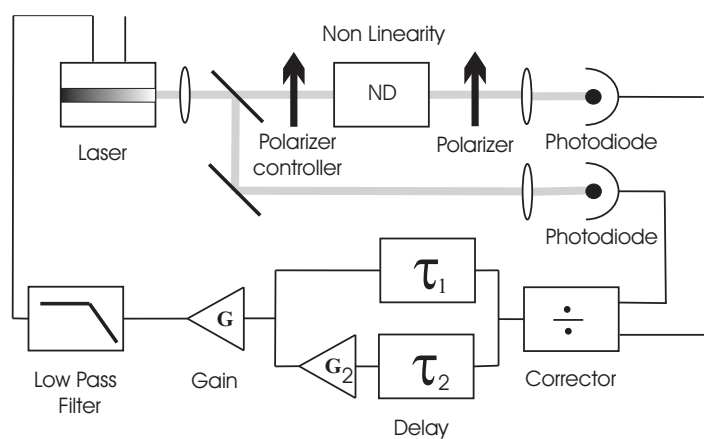 Non Linearity
ND
Laser
Polarizer
controller
Polarizer
Photodiode
Photodiode
τ1
G
G2
τ2
÷
Low Pass
Filter
Gain
Delay
Corrector